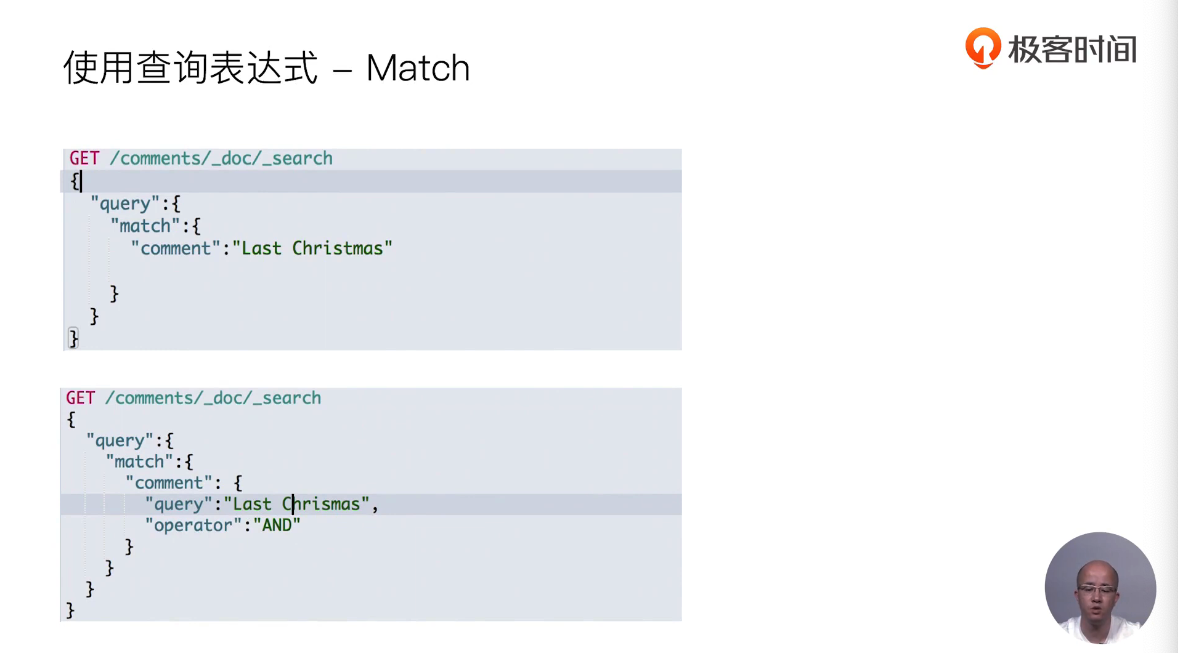 使用查询表达式 – Match
极客时间
GET /comments/_doc/_search
{
"query":{
"match":{
"comment":"Last Christmas"
}
}
}
GET /comments/_doc/_search
{
"query":{
"match":{
"comment": {
"query":"Last Chrismas",
"operator":"AND"
}
}
}
}